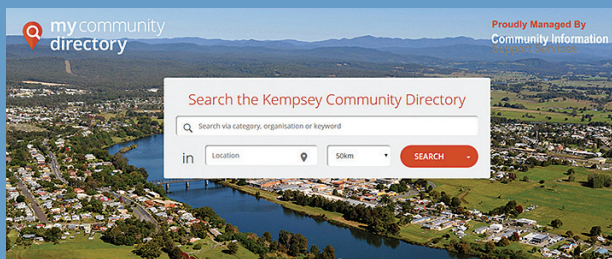 my community
directory
Proudly Managed By
Community Information
Search the Kempsey Community Directory
Search via category, organisation or keyword
in
Location
50km
SEARCH